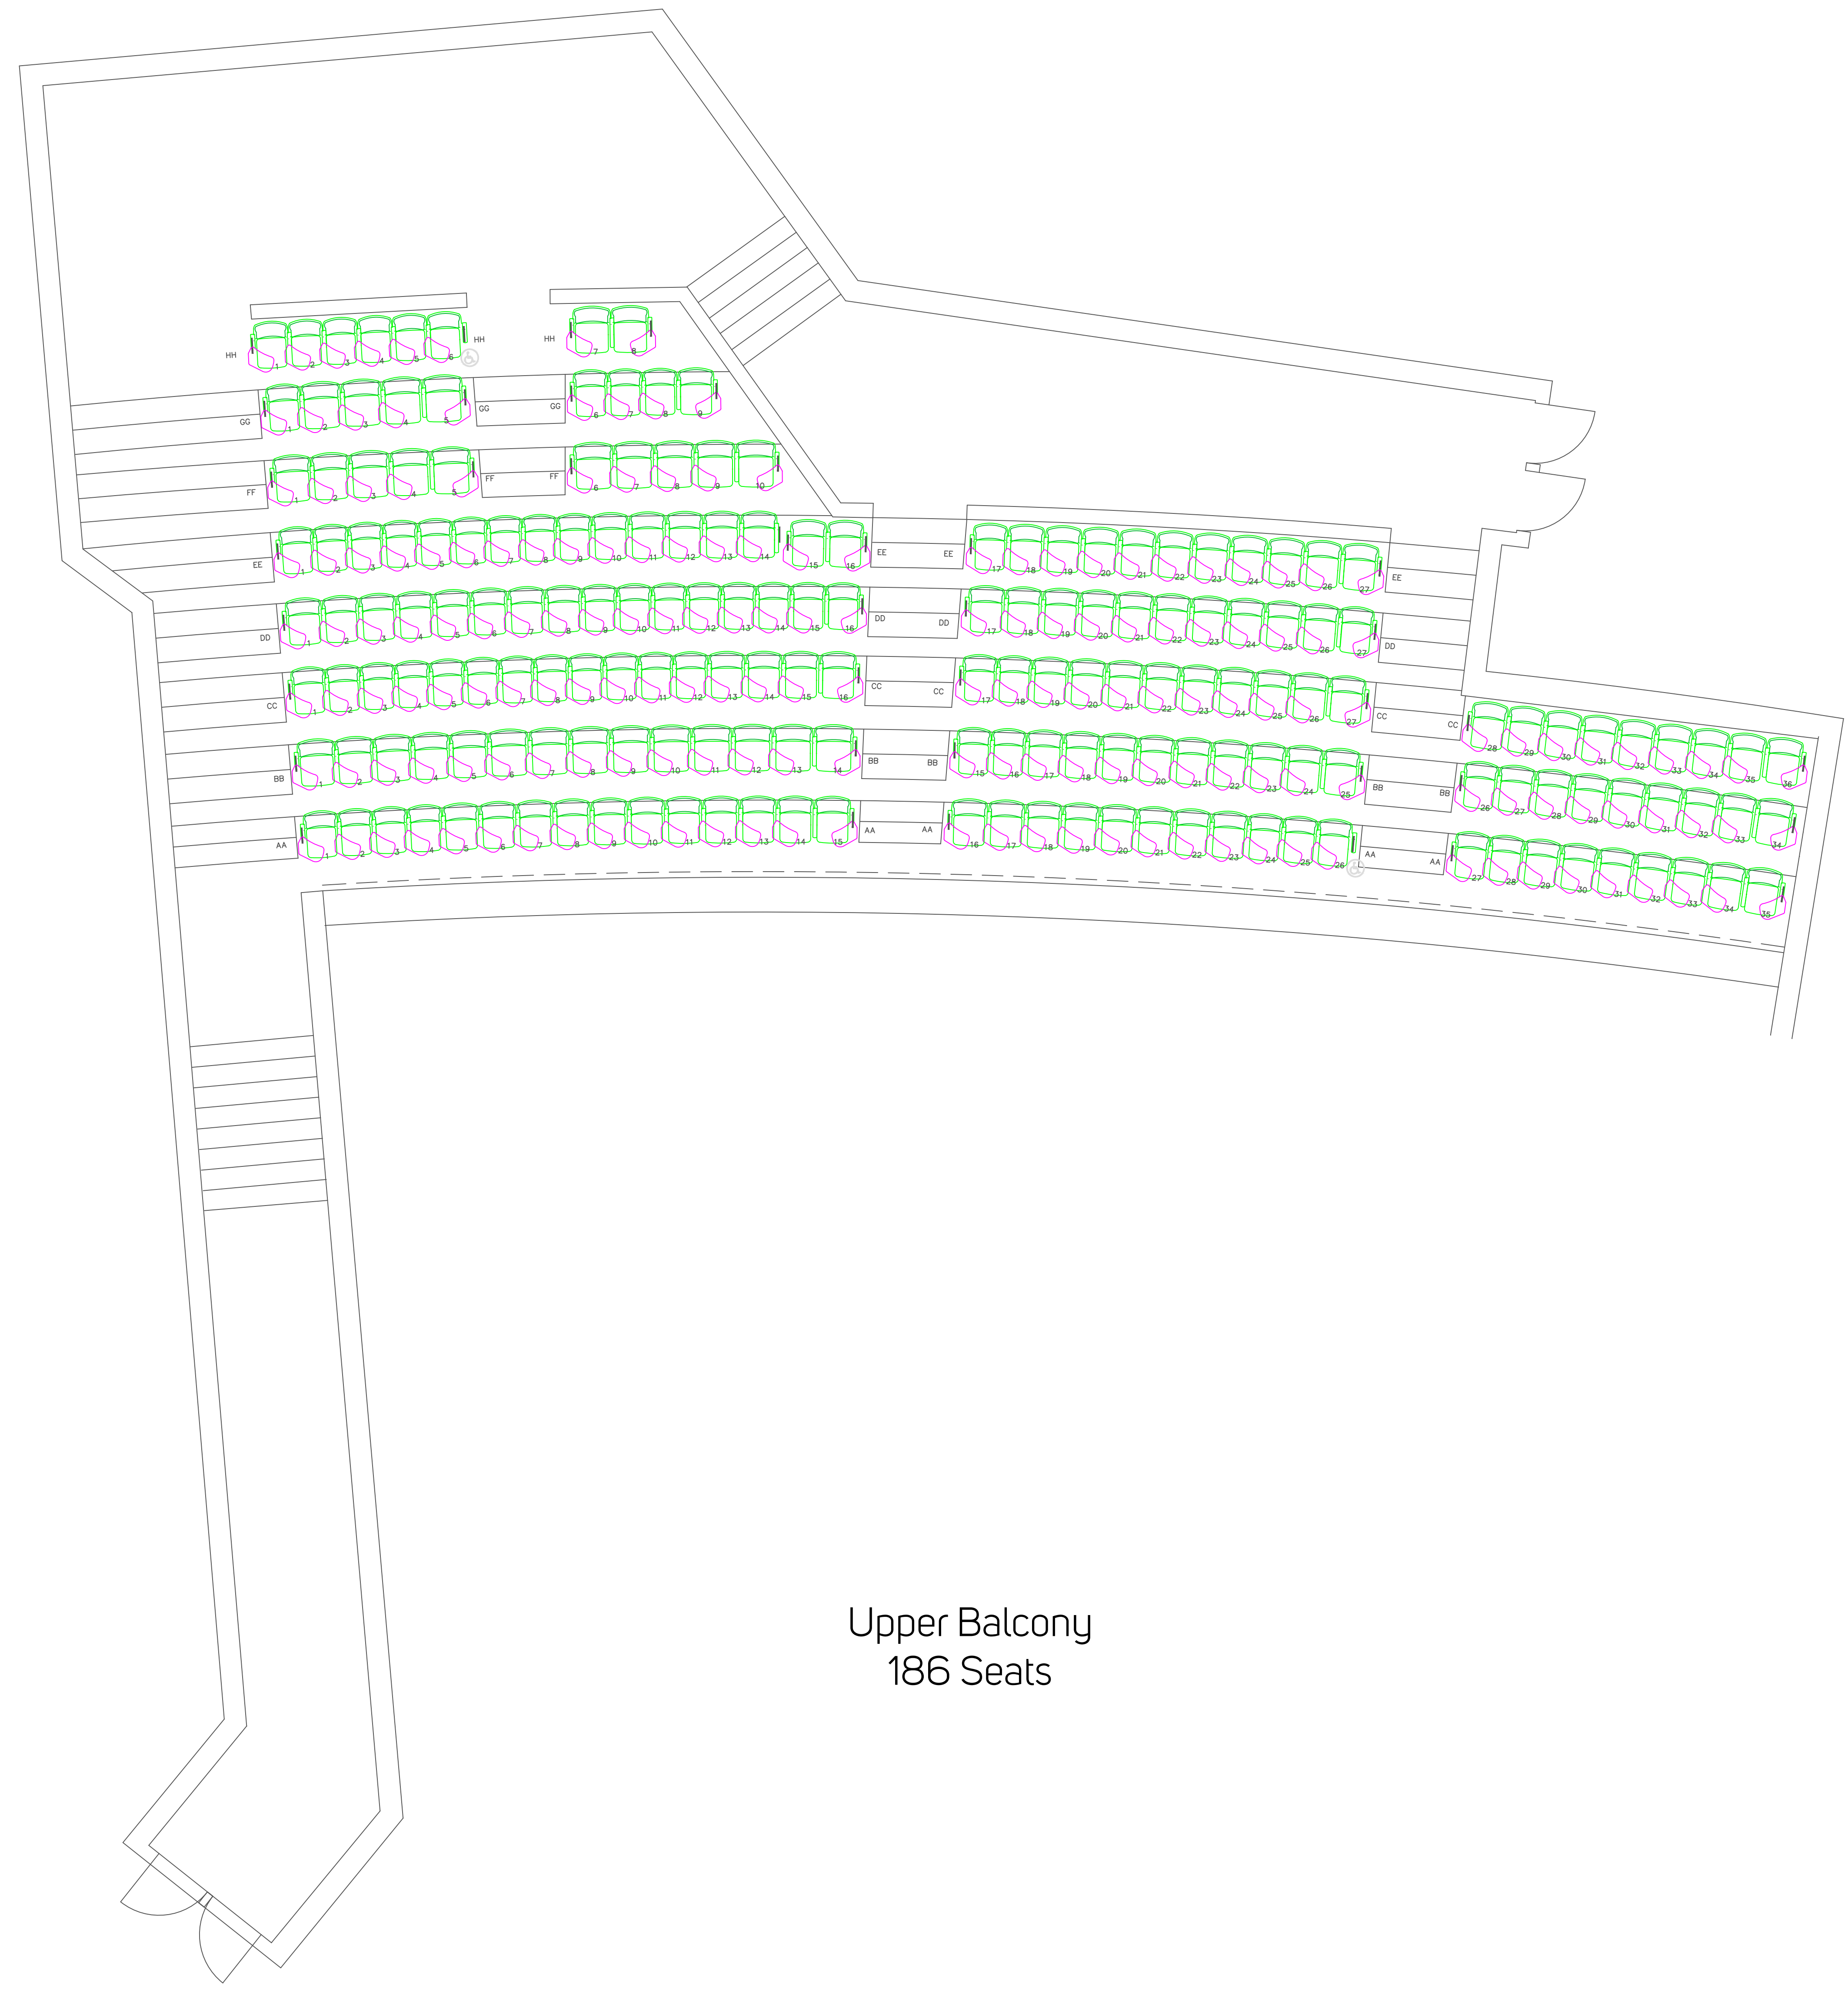 HH 1 2 3 4 5 6 HH HH 7 8
GG 1 2 3 4 5 GG GG 6 7 8 9
FF 1 2 3 4 5 FF FF 6 7 8 9 10
EE 1 2 3 4 5 6 7 8 9 10 11 12 13 14 15 16 EE EE 17 18 19 20 21 22 23 24 25 26 27 EE
DD 1 2 3 4 5 6 7 8 9 10 11 12 13 14 15 16 DD DD 17 18 19 20 21 22 23 24 25 26 27 DD
CC 1 2 3 4 5 6 7 8 9 10 11 12 13 14 15 16 CC CC 17 18 19 20 21 22 23 24 25 26 27 CC CC 28 29 30 31 32 33 34 35 36
BB 1 2 3 4 5 6 7 8 9 10 11 12 13 14 BB BB 15 16 17 18 19 20 21 22 23 24 25 BB BB 26 27 28 29 30 31 32 33 34
AA 1 2 3 4 5 6 7 8 9 10 11 12 13 14 15 AA AA 16 17 18 19 20 21 22 23 24 25 26 AA AA 27 28 29 30 31 32 33 34 35
Upper Balcony
186 Seats